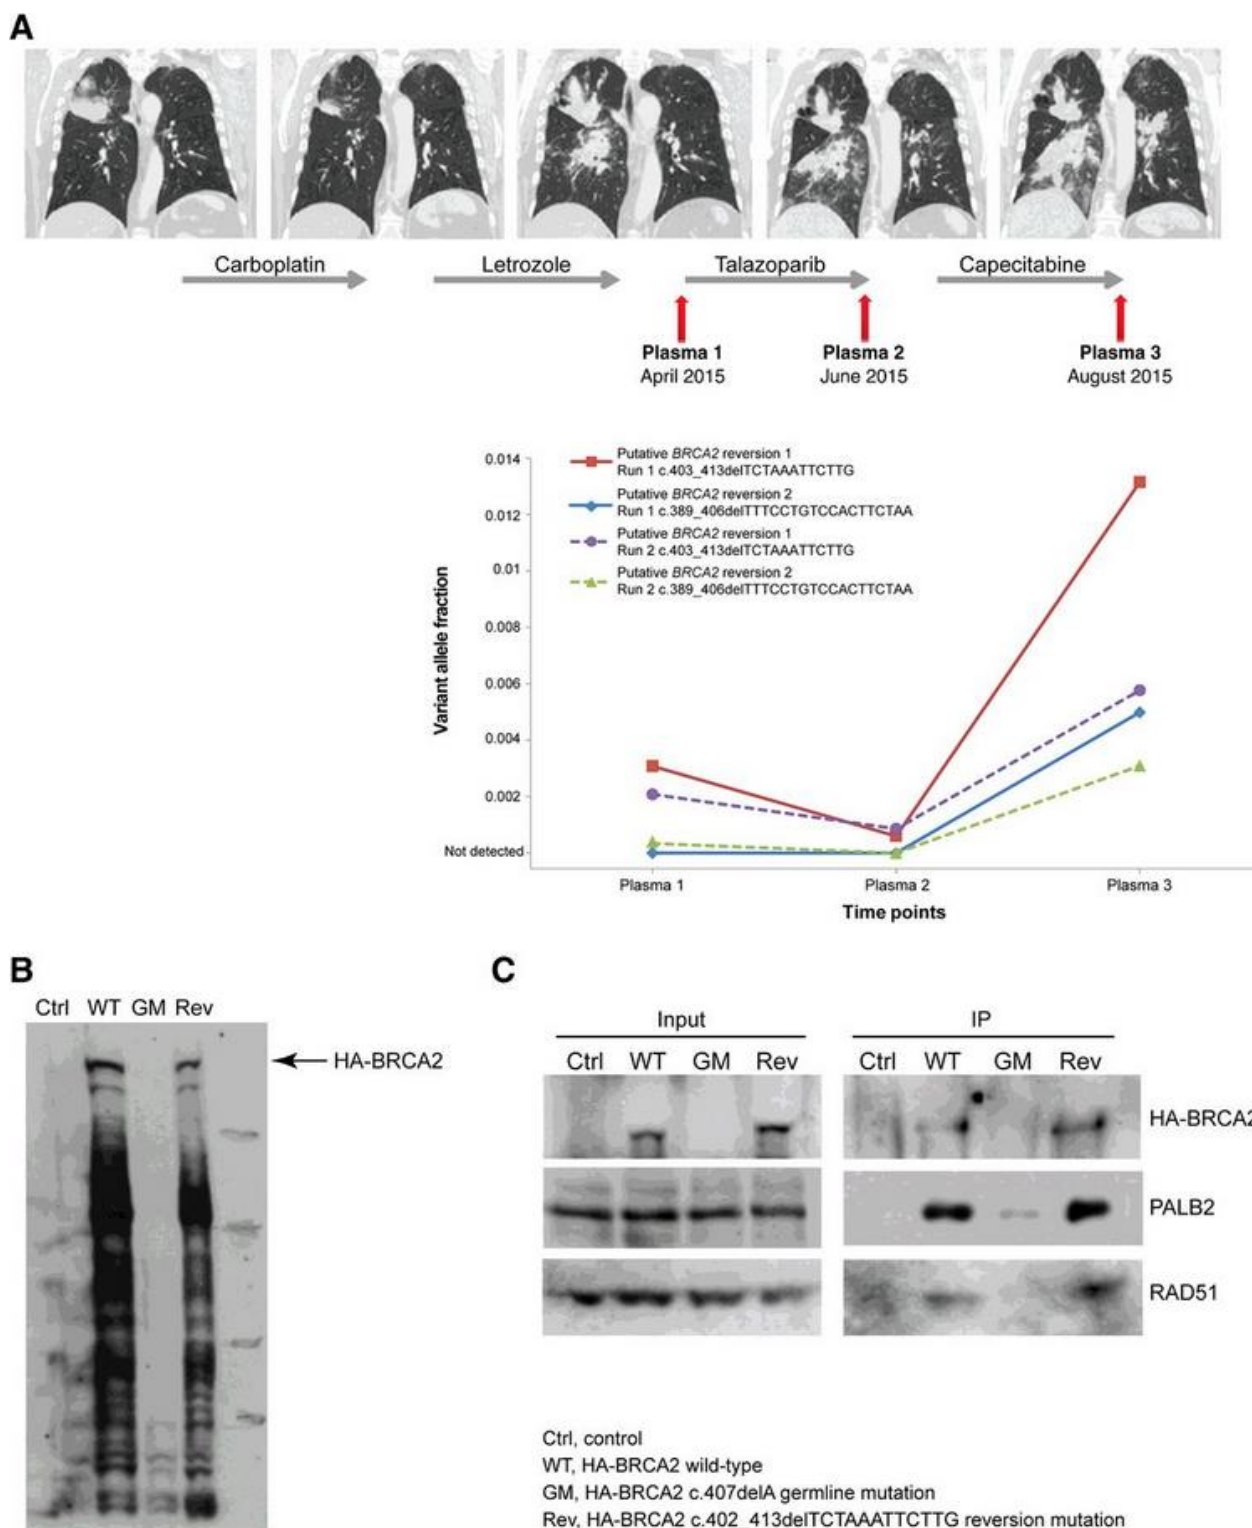 A
Carboplatin
Letrozole
Talazoparib
Capecitabine
Plasma 1
April 2015
Plasma 2
June 2015
Plasma 3
August 2015
Putative BRCA2 reversion 1
Run 1 c.403_413delTCTAAATTCTTG
Putative BRCA2 reversion 2
Run 1 c.389_406delTTTCCTGTCCACTTCTAA
Putative BRCA2 reversion 1
Run 2 c.403_413delTCTAAATTCTTG
Putative BRCA2 reversion 2
Run 2 c.389_406delTTTCCTGTCCACTTCTAA
Variant allele fraction
0.014
0.012
0.01
0.008
0.006
0.004
0.002
Not detected
Plasma 1
Plasma 2
Plasma 3
Time points
B
Ctrl WT GM Rev
HA-BRCA2
C
Input
IP
Ctrl WT GM Rev
Ctrl WT GM Rev
HA-BRCA2
PALB2
RAD51
Ctrl, control
WT, HA-BRCA2 wild-type
GM, HA-BRCA2 c.407delA germline mutation
Rev, HA-BRCA2 c.402_413delTCTAAATTCTTG reversion mutation